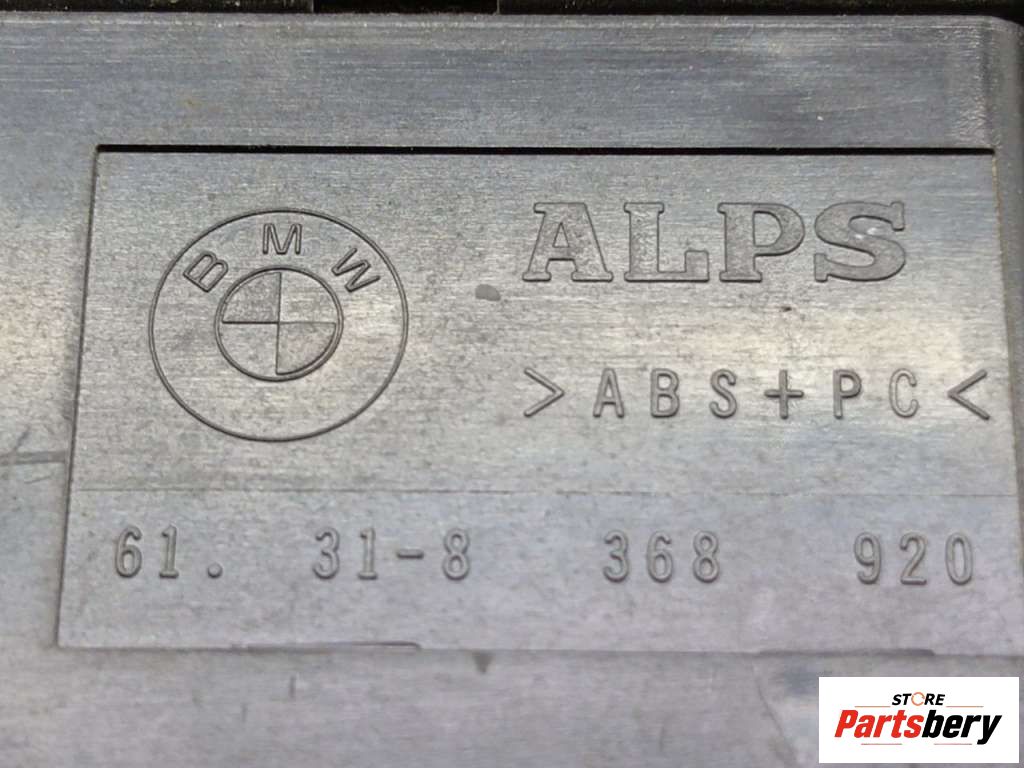 BMW
ALPS
>ABS+PC<
61. 31-8 368 920
STORE
Partsbery